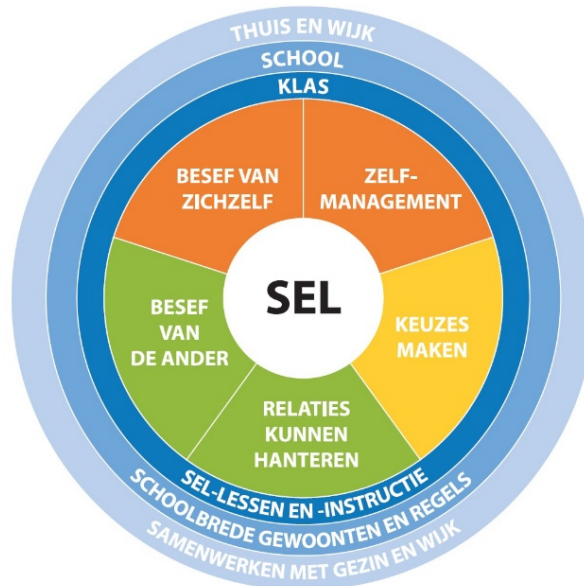 THUIS EN WIJK
SCHOOL
KLAS
BESEF VAN
ZICHZELF
ZELF-
MANAGEMENT
SEL
BESEF
VAN
DE ANDER
KEUZES
MAKEN
RELATIES
KUNNEN
HANTEREN
SEL-LESSEN EN -INSTRUCTIE
SCHOOLBREDE GEWOONTEN EN REGELS
SAMENWERKEN MET GEZIN EN WIJK